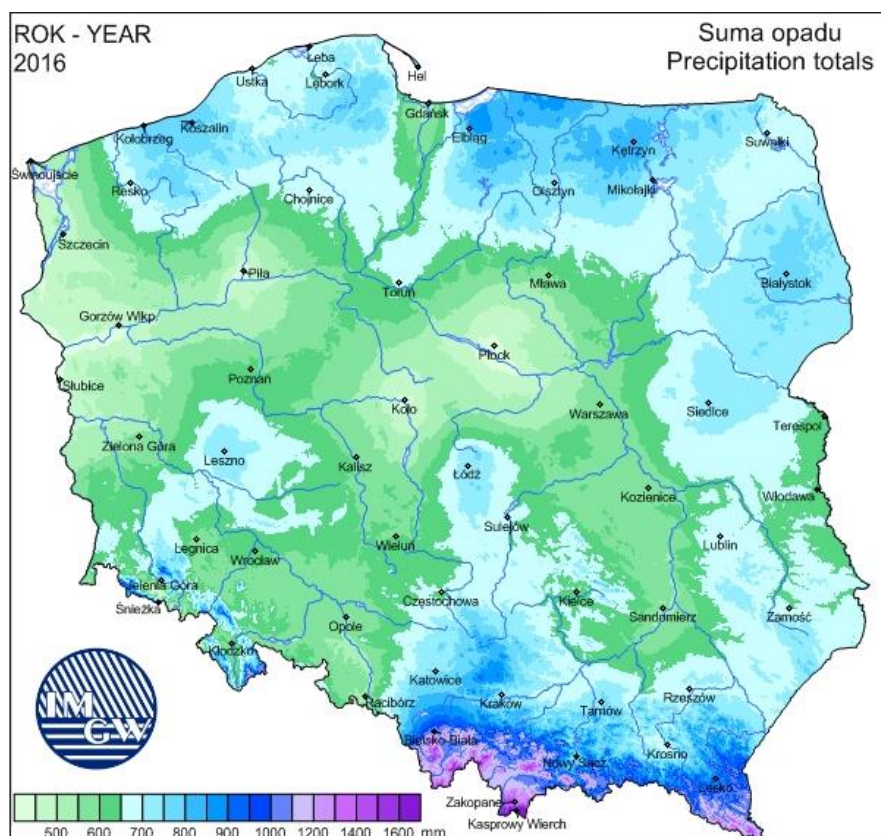 ROK - YEAR
2016
Suma opadu
Precipitation totals
Łeba
Ustka
Lębork
Hel
Gdańsk
Koszalin
Kołobrzeg
Elbląg
Kętrzyn
Suwałki
Świnoujście
Resko
Chojnice
Olsztyn
Mikołajki
Szczecin
Piła
Toruń
Mława
Białystok
Gorzów Wlkp.
Płock
Słubice
Poznań
Koło
Warszawa
Siedlce
Terespol
Zielona Góra
Leszno
Kalisz
Łódź
Kozienice
Włodawa
Sulejów
Legnica
Wrocław
Wieluń
Lublin
Jelenia Góra
Śnieżka
Częstochowa
Kielce
Sandomierz
Zamość
Opole
Kłodzko
Katowice
Racibórz
Kraków
Tarnów
Rzeszów
Bielsko Biała
Nowy Sącz
Krosno
Lesko
Zakopane
Kasprowy Wierch
IM
GW
500 600 700 800 900 1000 1200 1400 1600 mm